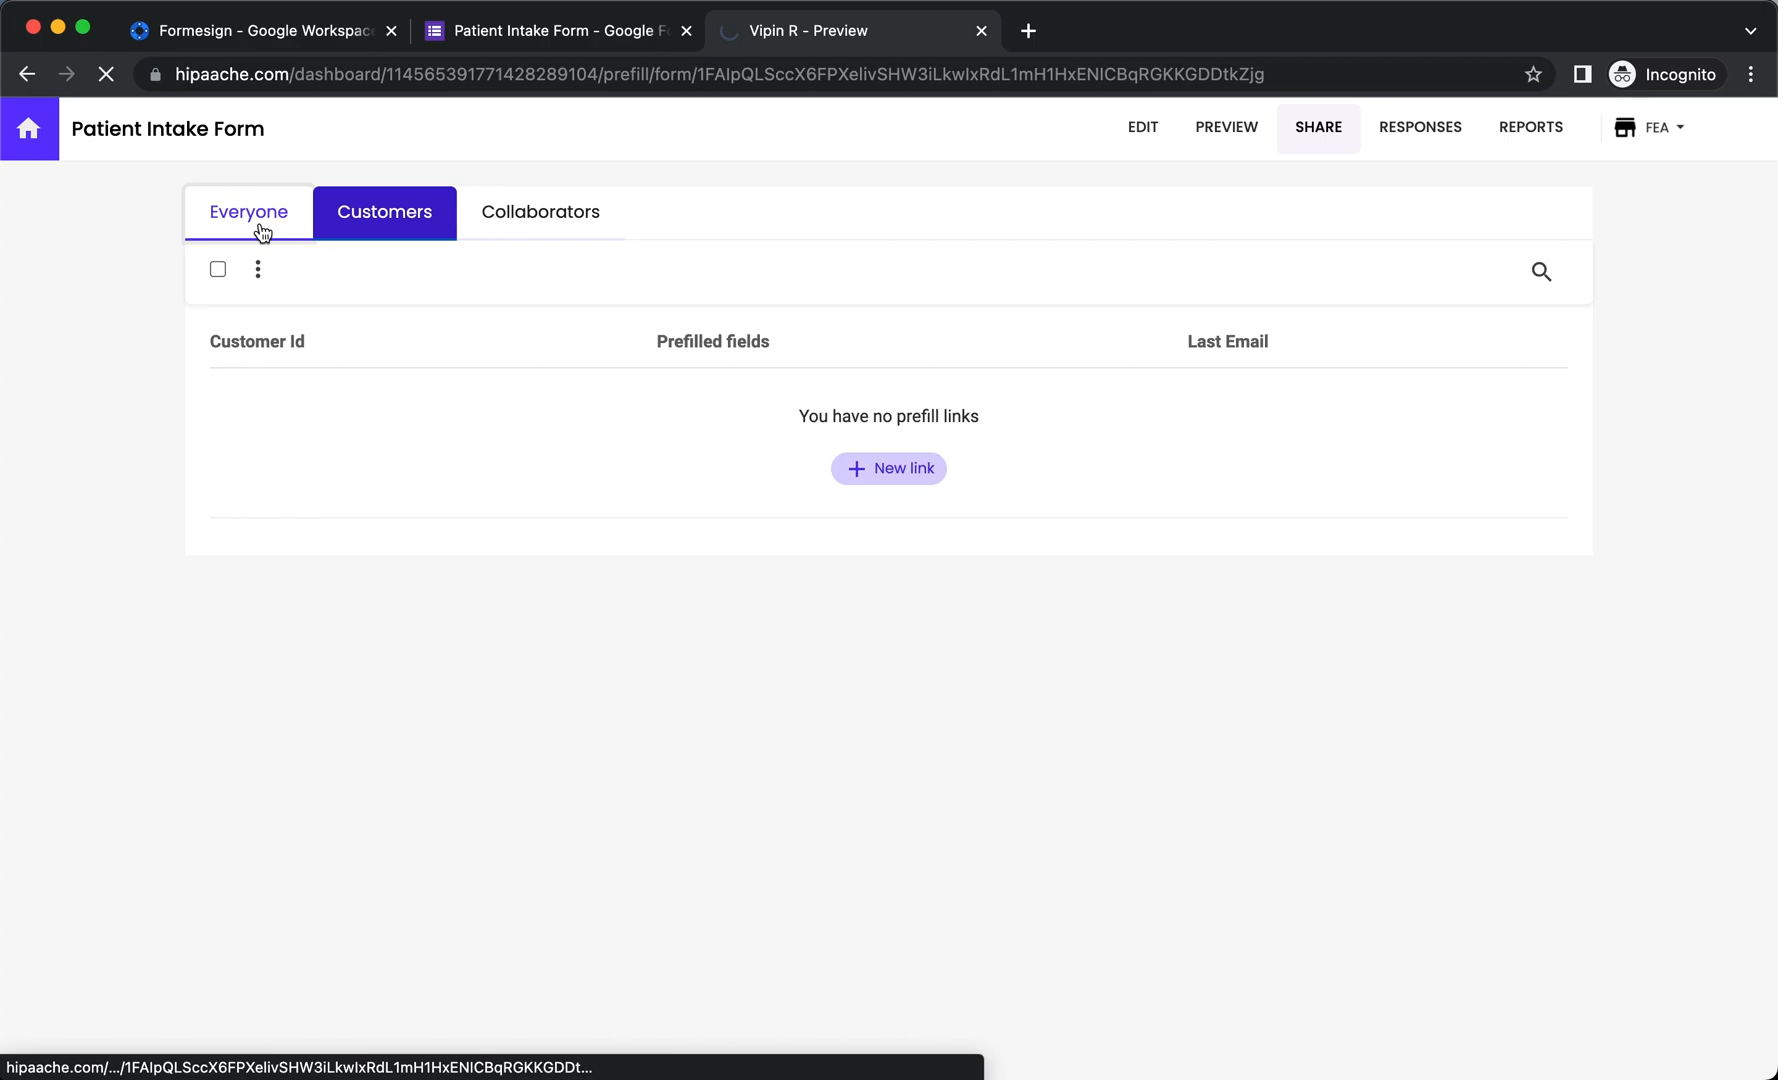 Formesign - Google Workspac
Patient Intake Form - Google Fo
Vipin R - Preview
hipaache.com/dashboard/114565391771428289104/prefill/form/1FAIpQLSccX6FPXelivSHW3iLkwIxRdL1mH1HxENICBqRGKKGDDtkZjg
Incognito
Patient Intake Form
EDIT
PREVIEW
SHARE
RESPONSES
REPORTS
FEA
Everyone
Customers
Collaborators
Customer Id
Prefilled fields
Last Email
You have no prefill links
+ New link
hipaache.com/.../1FAIpQLSccX6FPXelivSHW3iLkwIxRdL1mH1HxENICBqRGKKGDDt...